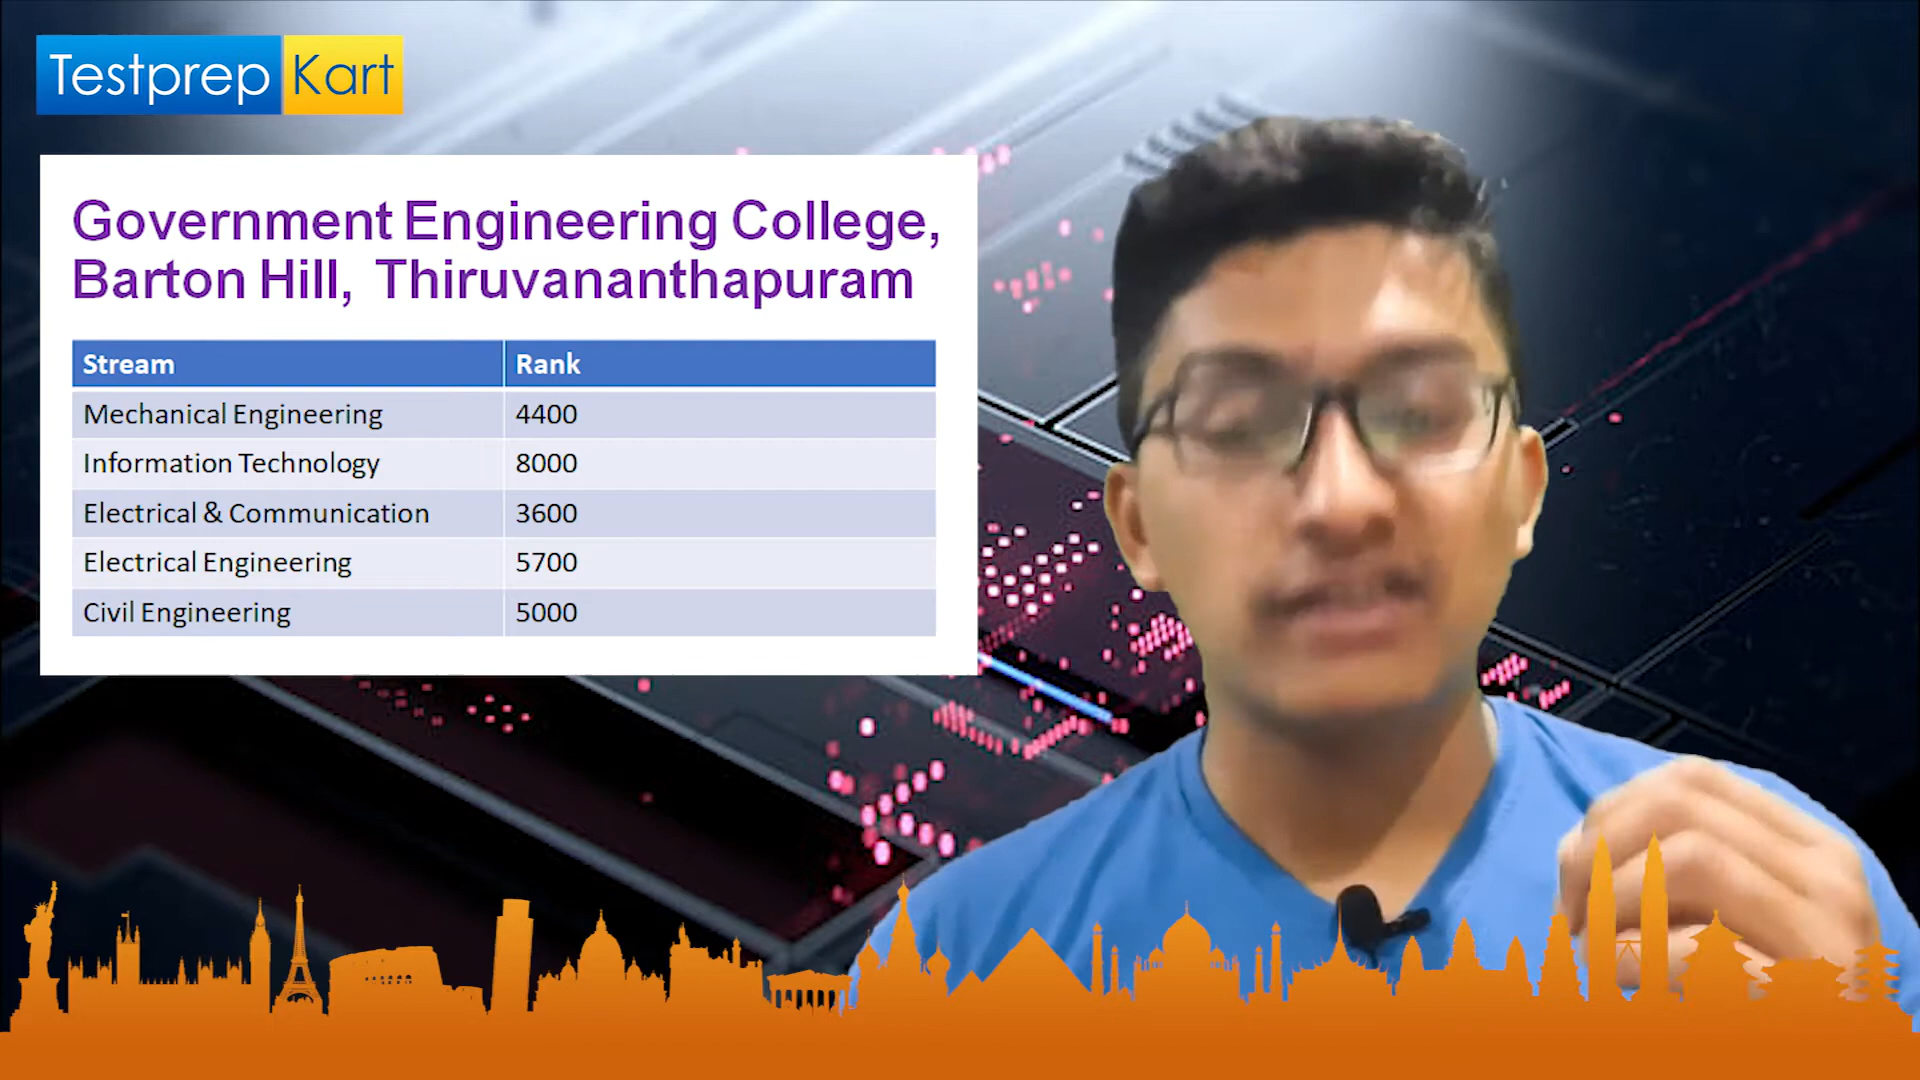 Testprep Kart
Government Engineering College,
Barton Hill, Thiruvananthapuram
Stream Rank
Mechanical Engineering 4400
Information Technology 8000
Electrical & Communication 3600
Electrical Engineering 5700
Civil Engineering 5000